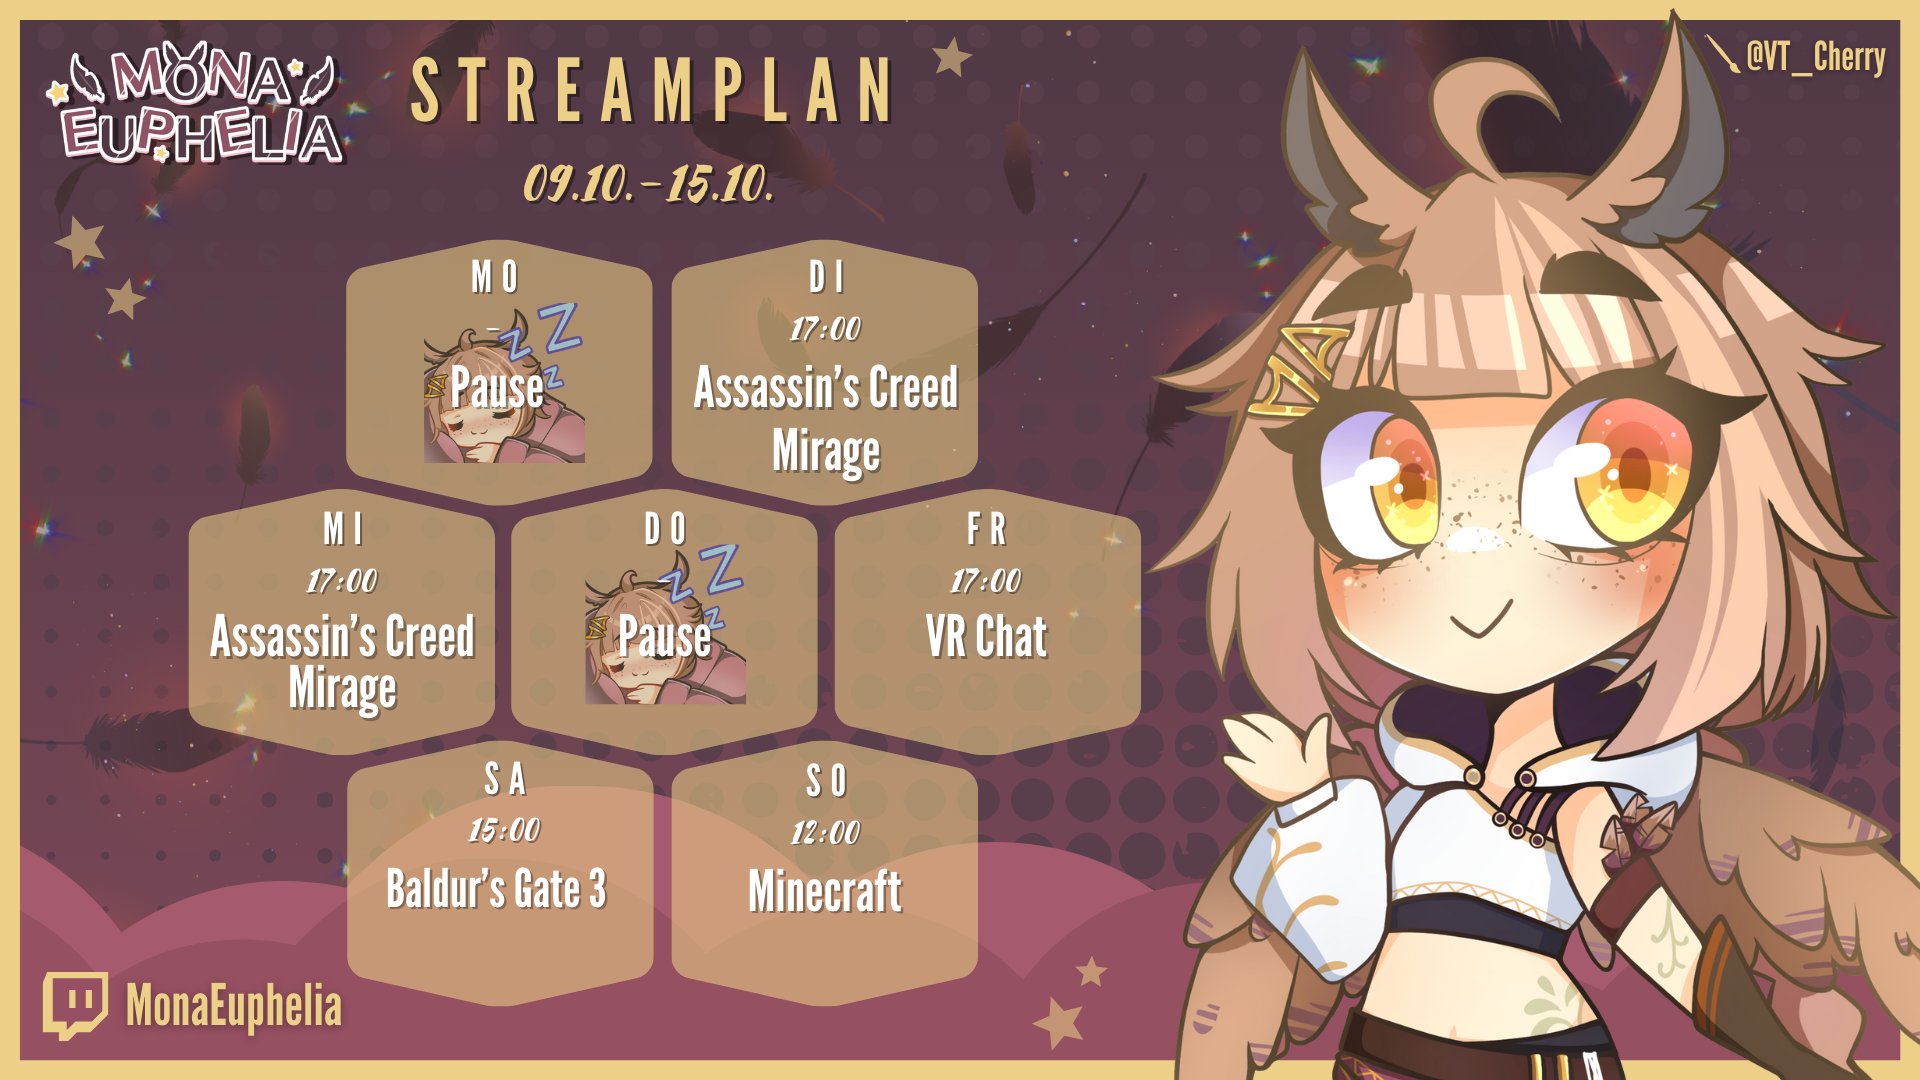 MONA
EUPHELIA
STREAMPLAN
09.10.-15.10.
@VT_Cherry
MO
-
Pause
DI
17:00
Assassin's Creed
Mirage
MI
17:00
Assassin's Creed
Mirage
DO
-
Pause
FR
17:00
VR Chat
SA
15:00
Baldur's Gate 3
SO
12:00
Minecraft
MonaEuphelia